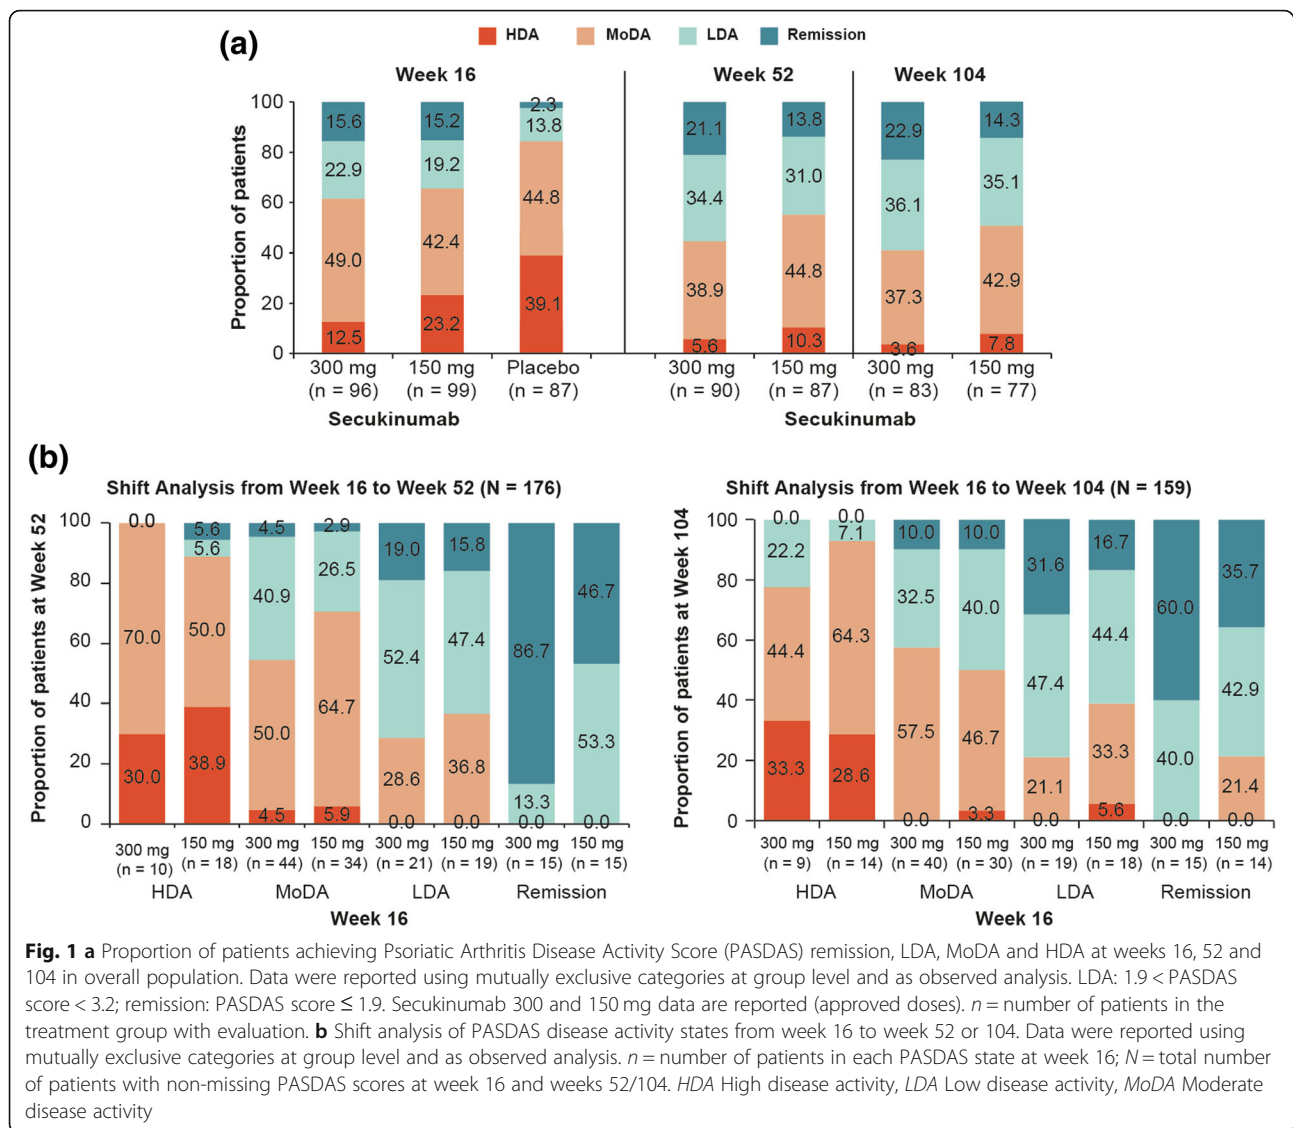 (a)
HDA MoDA LDA Remission
Week 16 Week 52 Week 104
Proportion of patients
100
80
60
40
20
0
15.6 15.2 2.3 21.1 13.8 22.9 14.3
22.9 19.2 13.8 34.4 31.0 36.1 35.1
49.0 42.4 44.8 38.9 44.8 37.3 42.9
12.5 23.2 39.1 5.6 10.3 3.6 7.8
300 mg 150 mg Placebo 300 mg 150 mg 300 mg 150 mg
(n = 96) (n = 99) (n = 87) (n = 90) (n = 87) (n = 83) (n = 77)
Secukinumab Secukinumab
(b)
Shift Analysis from Week 16 to Week 52 (N = 176)
Proportion of patients at Week 52
100
80
60
40
20
0
0.0 5.6 4.5 2.9 19.0 15.8 86.7 46.7
70.0 5.6 40.9 26.5 52.4 47.4 13.3 53.3
30.0 50.0 50.0 64.7 28.6 36.8 0.0 0.0
38.9 4.5 5.9 0.0 0.0
300 mg 150 mg 300 mg 150 mg 300 mg 150 mg 300 mg 150 mg
(n = 10) (n = 18) (n = 44) (n = 34) (n = 21) (n = 19) (n = 15) (n = 15)
HDA MoDA LDA Remission
Week 16
Shift Analysis from Week 16 to Week 104 (N = 159)
Proportion of patients at Week 104
100
80
60
40
20
0
0.0 0.0 10.0 10.0 31.6 16.7 60.0 35.7
22.2 7.1 32.5 40.0 47.4 44.4 40.0 42.9
44.4 64.3 57.5 46.7 21.1 33.3 0.0 21.4
33.3 28.6 0.0 3.3 0.0 5.6 0.0
300 mg 150 mg 300 mg 150 mg 300 mg 150 mg 300 mg 150 mg
(n = 9) (n = 14) (n = 40) (n = 30) (n = 19) (n = 18) (n = 15) (n = 14)
HDA MoDA LDA Remission
Week 16
Fig. 1 a Proportion of patients achieving Psoriatic Arthritis Disease Activity Score (PASDAS) remission, LDA, MoDA and HDA at weeks 16, 52 and
104 in overall population. Data were reported using mutually exclusive categories at group level and as observed analysis. LDA: 1.9 < PASDAS
score < 3.2; remission: PASDAS score ≤ 1.9. Secukinumab 300 and 150 mg data are reported (approved doses). n = number of patients in the
treatment group with evaluation. b Shift analysis of PASDAS disease activity states from week 16 to week 52 or 104. Data were reported using
mutually exclusive categories at group level and as observed analysis. n = number of patients in each PASDAS state at week 16; N = total number
of patients with non-missing PASDAS scores at week 16 and weeks 52/104. HDA High disease activity, LDA Low disease activity, MoDA Moderate
disease activity